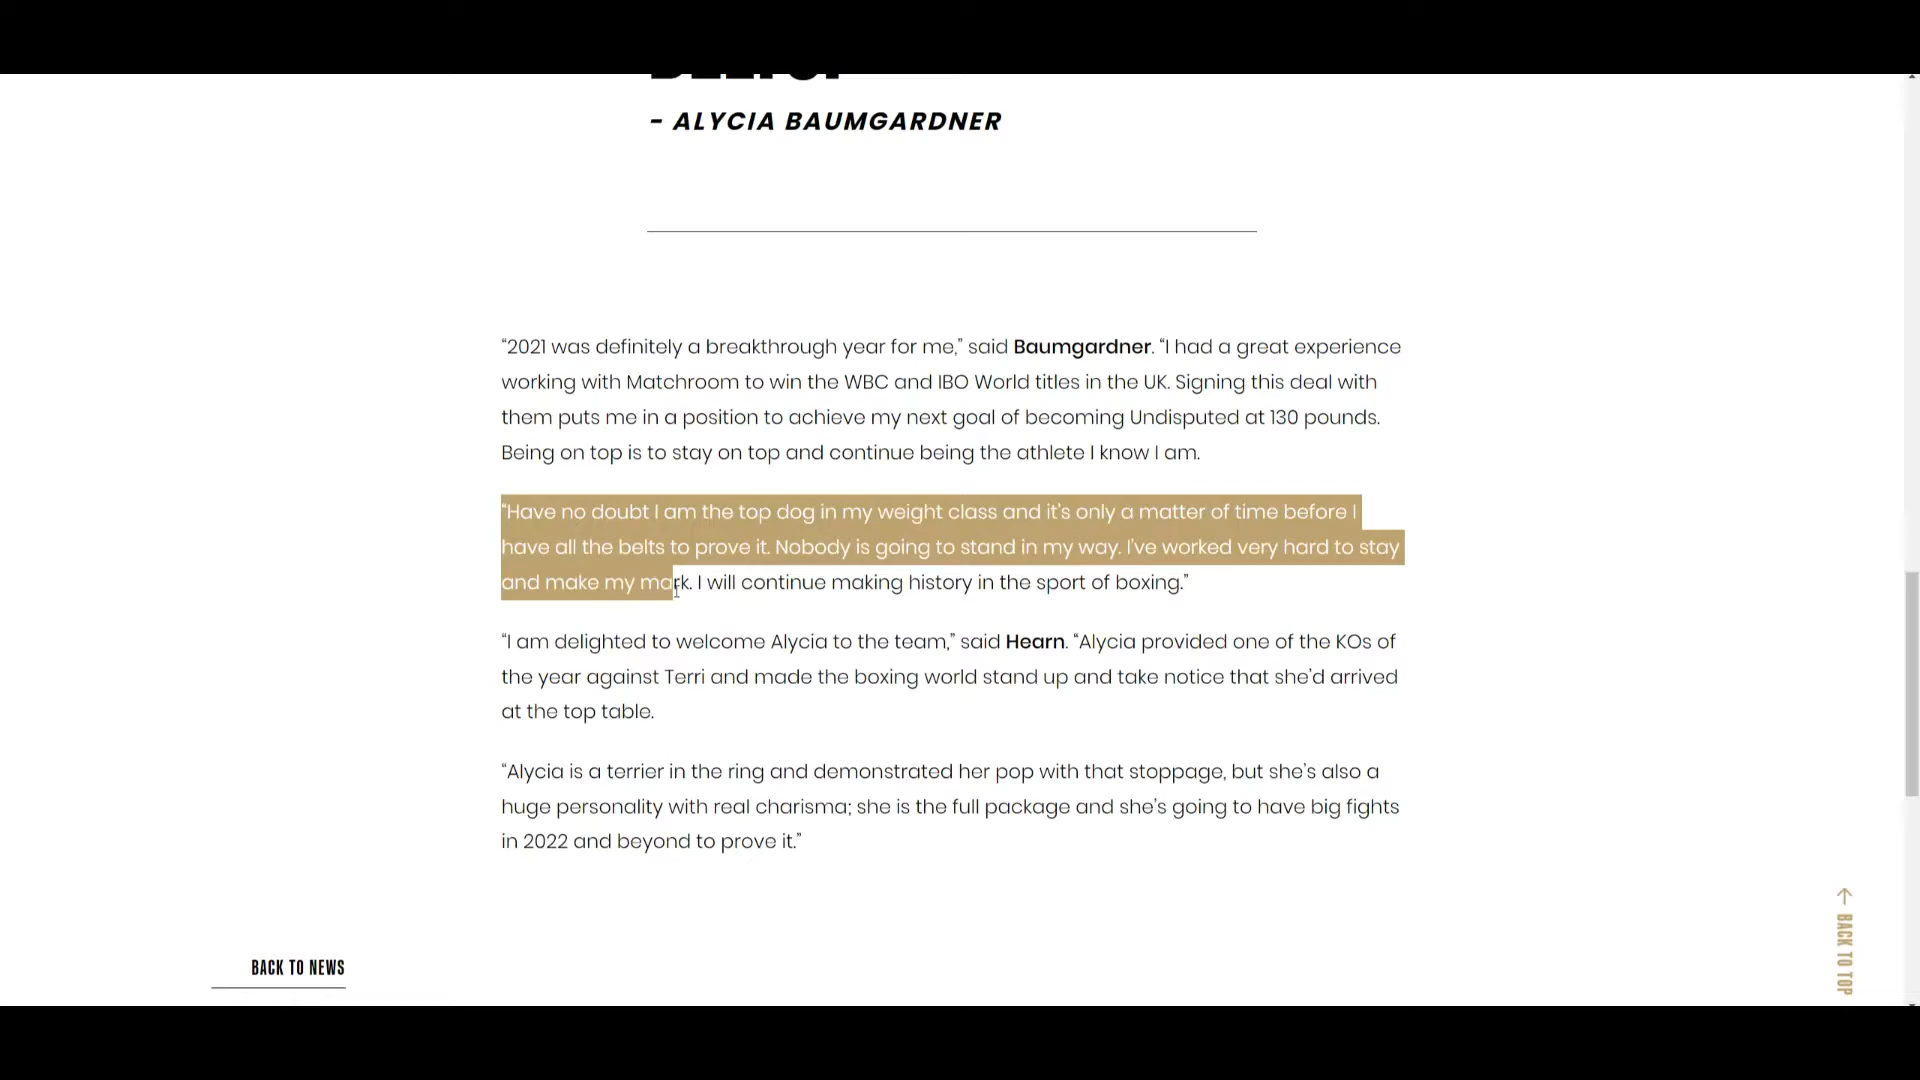 - ALYCIA BAUMGARDNER
“2021 was definitely a breakthrough year for me,” said Baumgardner. “I had a great experience
working with Matchroom to win the WBC and IBO World titles in the UK. Signing this deal with
them puts me in a position to achieve my next goal of becoming Undisputed at 130 pounds.
Being on top is to stay on top and continue being the athlete I know I am.
“Have no doubt I am the top dog in my weight class and it’s only a matter of time before I
have all the belts to prove it. Nobody is going to stand in my way. I’ve worked very hard to stay
and make my mark. I will continue making history in the sport of boxing.”
“I am delighted to welcome Alycia to the team,” said Hearn. “Alycia provided one of the KOs of
the year against Terri and made the boxing world stand up and take notice that she’d arrived
at the top table.
“Alycia is a terrier in the ring and demonstrated her pop with that stoppage, but she’s also a
huge personality with real charisma; she is the full package and she’s going to have big fights
in 2022 and beyond to prove it.”
BACK TO NEWS
BACK TO TOP